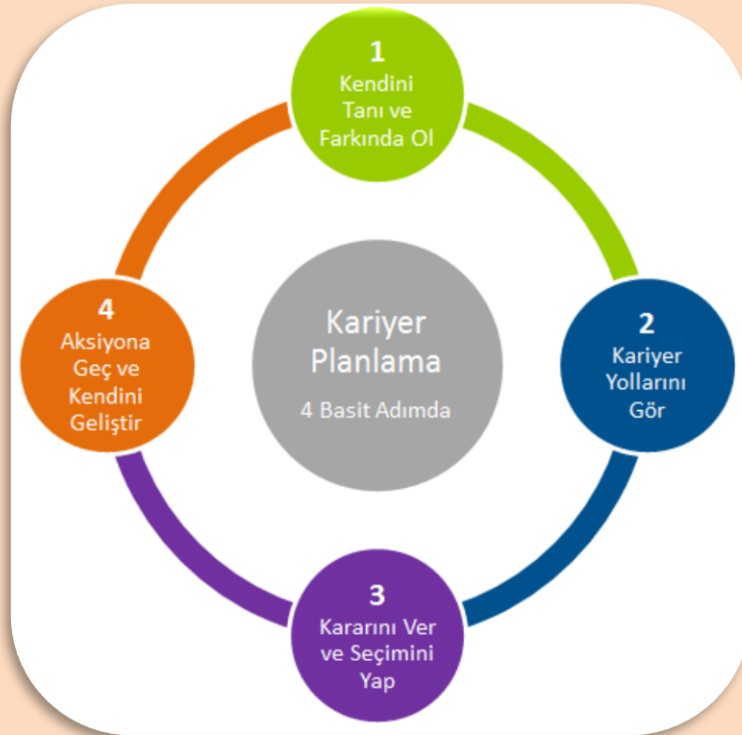 1
Kendini
Tanı ve
Farkında Ol
2
Kariyer
Yollarını
Gör
3
Kararını Ver
ve Seçimini
Yap
4
Aksiyona
Geç ve
Kendini
Geliştir
Kariyer
Planlama
4 Basit Adımda